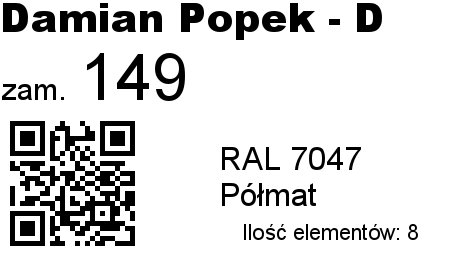 Damian Popek - D
zam. 149
RAL 7047
Półmat
Ilość elementów: 8